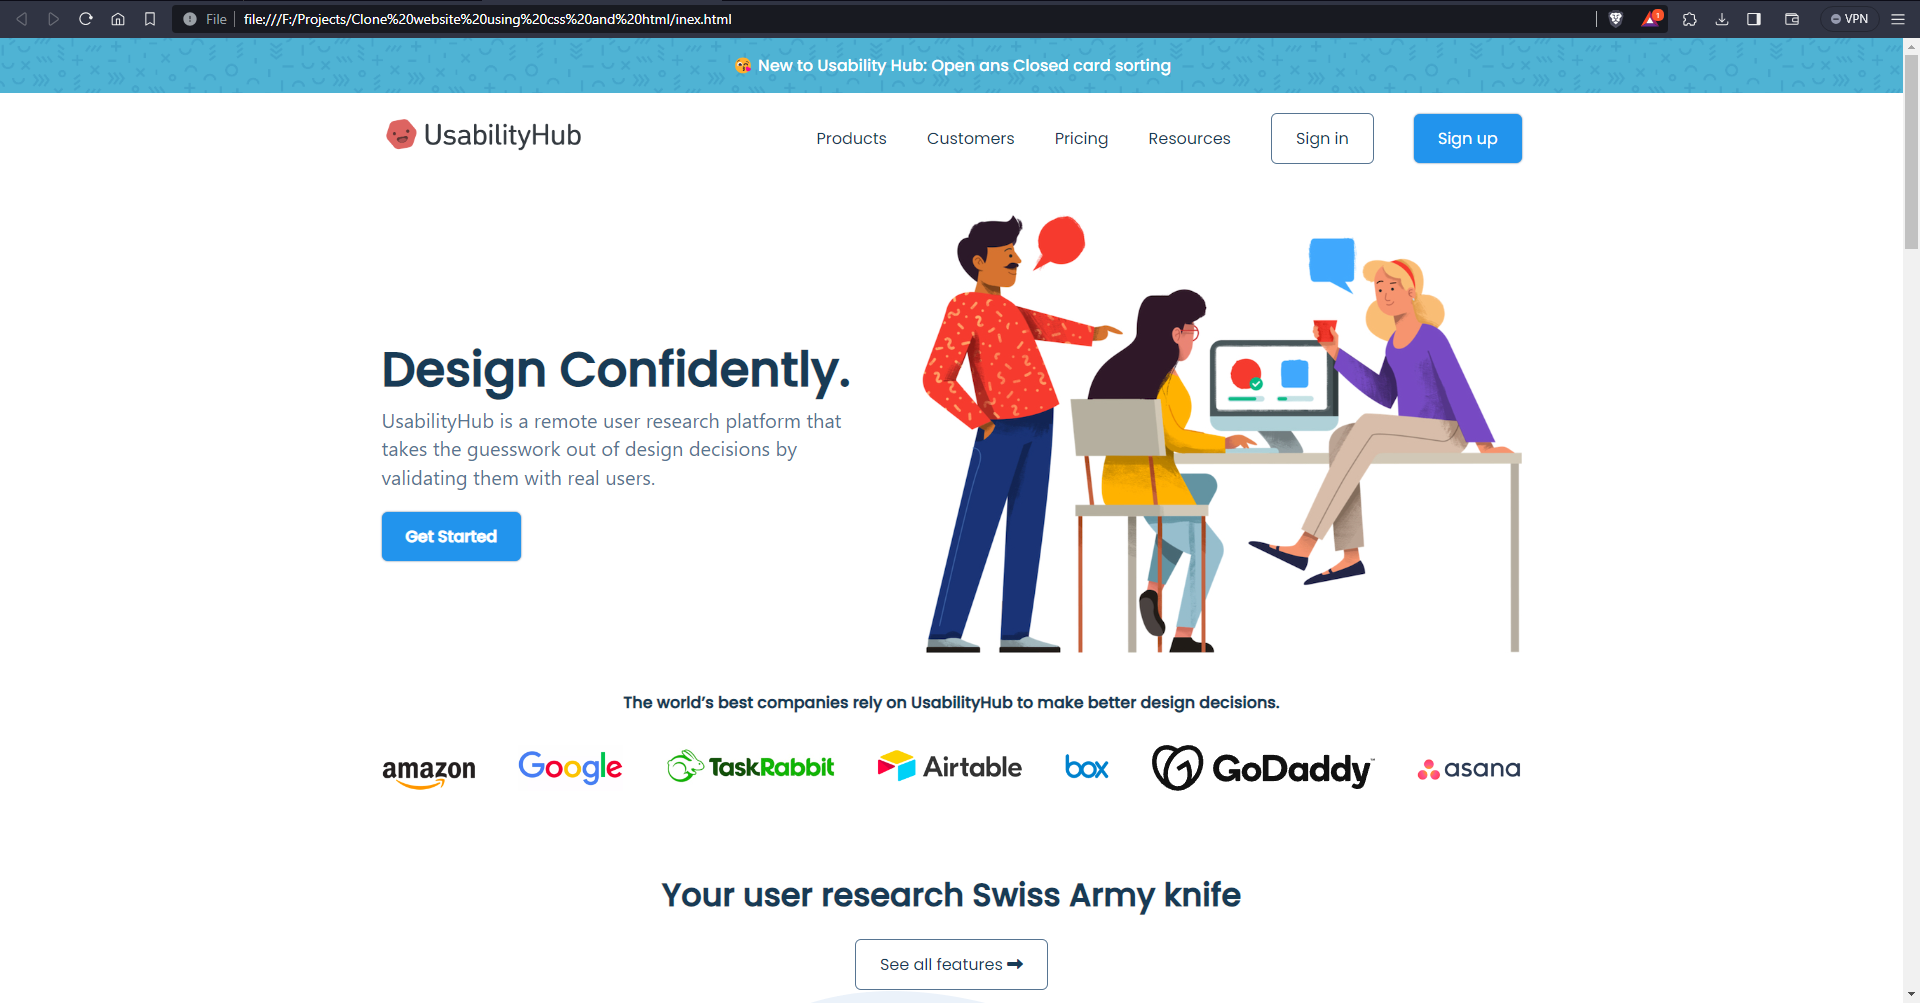 File
file:///F:/Projects/Clone%20website%20using%20css%20and%20html/inex.html
1
VPN
😘 New to Usability Hub: Open ans Closed card sorting
UsabilityHub
Products
Customers
Pricing
Resources
Sign in
Sign up
Design Confidently.
UsabilityHub is a remote user research platform that
takes the guesswork out of design decisions by
validating them with real users.
Get Started
The world’s best companies rely on UsabilityHub to make better design decisions.
amazon
Google
TaskRabbit
Airtable
box
GoDaddy™
asana
Your user research Swiss Army knife
See all features ➡